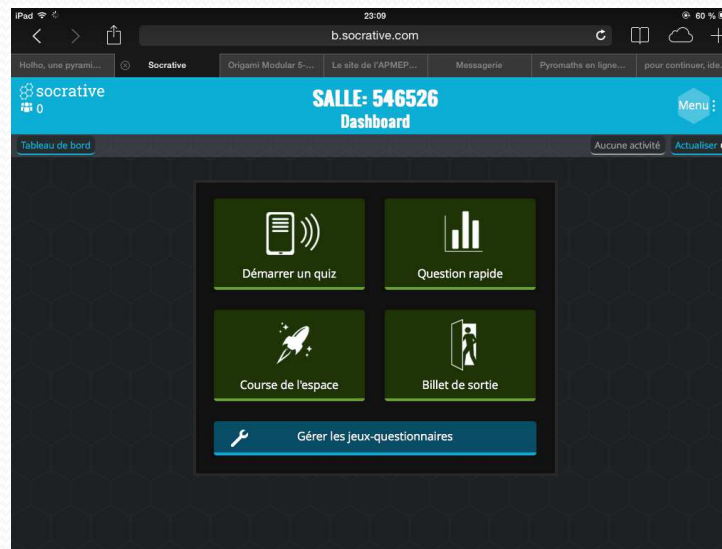 iPad 23:09 60 %
b.socrative.com
Holho, une pyrami... Socrative Origami Modular 5-... Le site de l'APMEP... Messagerie Pyromaths en ligne... pour continuer, ide.
socrative
0
SALLE: 546526
Dashboard
Menu
Tableau de bord Aucune activité Actualiser
Démarrer un quiz Question rapide
Course de l'espace Billet de sortie
Gérer les jeux-questionnaires